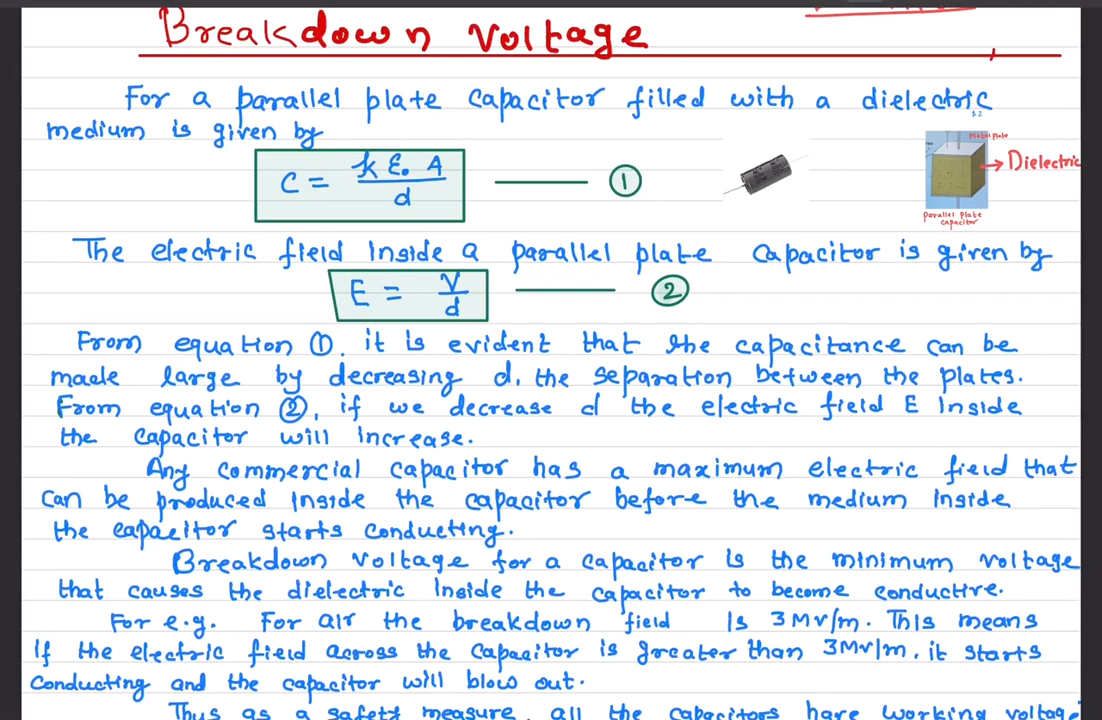 Breakdown voltage
For a parallel plate capacitor filled with a dielectric
medium is given by
C = k ε₀ A / d ——— ①
Metal plate
→ Dielectric
parallel plate
capacitor
The electric field inside a parallel plate capacitor is given by
E = V / d ——— ②
From equation ①, it is evident that the capacitance can be
made large by decreasing d, the separation between the plates.
From equation ②, if we decrease d the electric field E inside
the capacitor will increase.
Any commercial capacitor has a maximum electric field that
can be produced inside the capacitor before the medium inside
the capacitor starts conducting.
Breakdown voltage for a capacitor is the minimum voltage
that causes the dielectric inside the capacitor to become conductive.
For e.g. For air the breakdown field is 3Mv/m. This means
if the electric field across the capacitor is greater than 3Mv/m, it starts
conducting and the capacitor will blow out.
Thus as a safety measure, all the capacitors have working voltage